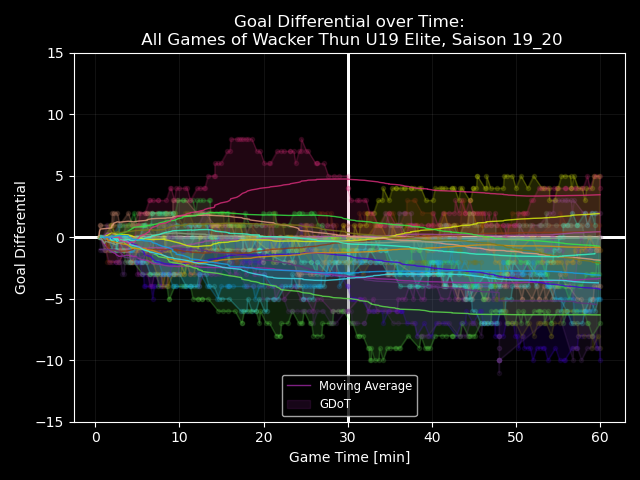 Goal Differential over Time:
All Games of Wacker Thun U19 Elite, Saison 19_20
15
10
5
0
−5
−10
−15
Goal Differential
0 10 20 30 40 50 60
Game Time [min]
Moving Average
GDoT